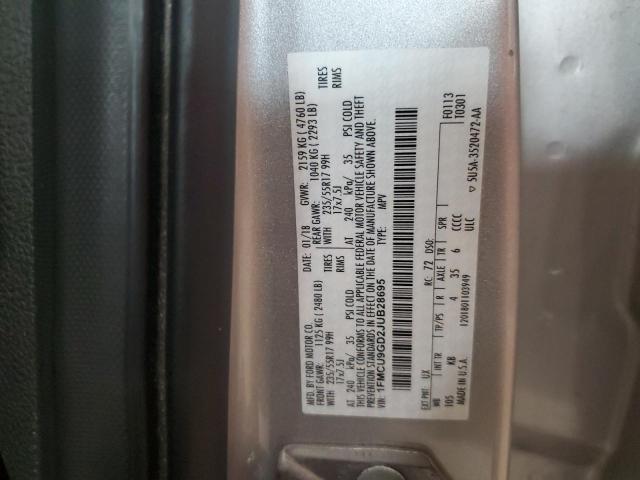 MFD. BY FORD MOTOR CO. DATE: 01/18 GVWR: 2159 KG ( 4760 LB)
FRONT GAWR: 1125 KG ( 2480 LB) REAR GAWR: 1040 KG ( 2293 LB)
WITH 235/55R17 99H TIRES WITH 235/55R17 99H TIRES
17x7.5J RIMS 17x7.5J RIMS
AT 240 kPa/ 35 PSI COLD AT 240 kPa/ 35 PSI COLD
THIS VEHICLE CONFORMS TO ALL APPLICABLE FEDERAL MOTOR VEHICLE SAFETY AND THEFT
PREVENTION STANDARDS IN EFFECT ON THE DATE OF MANUFACTURE SHOWN ABOVE.
VIN: 1FMCU9GD2JUB28695 TYPE: MPV
F0113
T0301
EXT PNT: UX RC: 72 DSO:
WB INT TR TP/PS R AXLE TR SPR
105 KB 4 35 6 CCCC
MADE IN U.S.A. 1201801103949 ULC
▽ 5U5A-3520472-AA